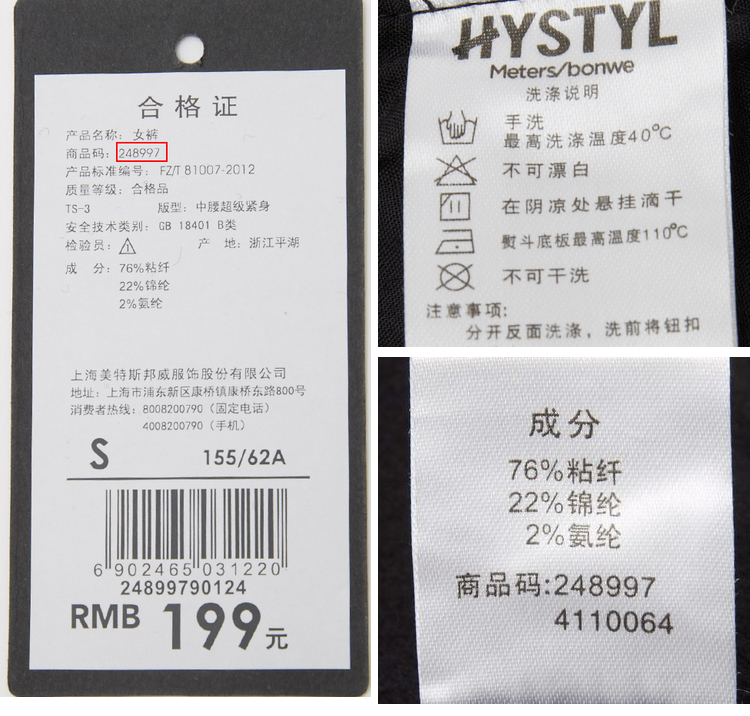 合格证
产品名称: 女裤
商品码: 248997
产品标准编号: FZ/T 81007-2012
质量等级: 合格品
TS-3 版型: 中腰超级紧身
安全技术类别: GB 18401 B类
检验员: 产 地: 浙江平湖
成 分: 76%粘纤
22%锦纶
2%氨纶
上海美特斯邦威服饰股份有限公司
地址: 上海市浦东新区康桥镇康桥东路800号
消费者热线: 8008200790 (固定电话)
4008200790 (手机)
S 155/62A
6 902465 031220
24899790124
RMB 199元
HYSTYL
Meters/bonwe
洗涤说明
手洗
最高洗涤温度40°C
不可漂白
在阴凉处悬挂滴干
熨斗底板最高温度110°C
不可干洗
注意事项:
分开反面洗涤, 洗前将钮扣
成分
76%粘纤
22%锦纶
2%氨纶
商品码:248997
4110064